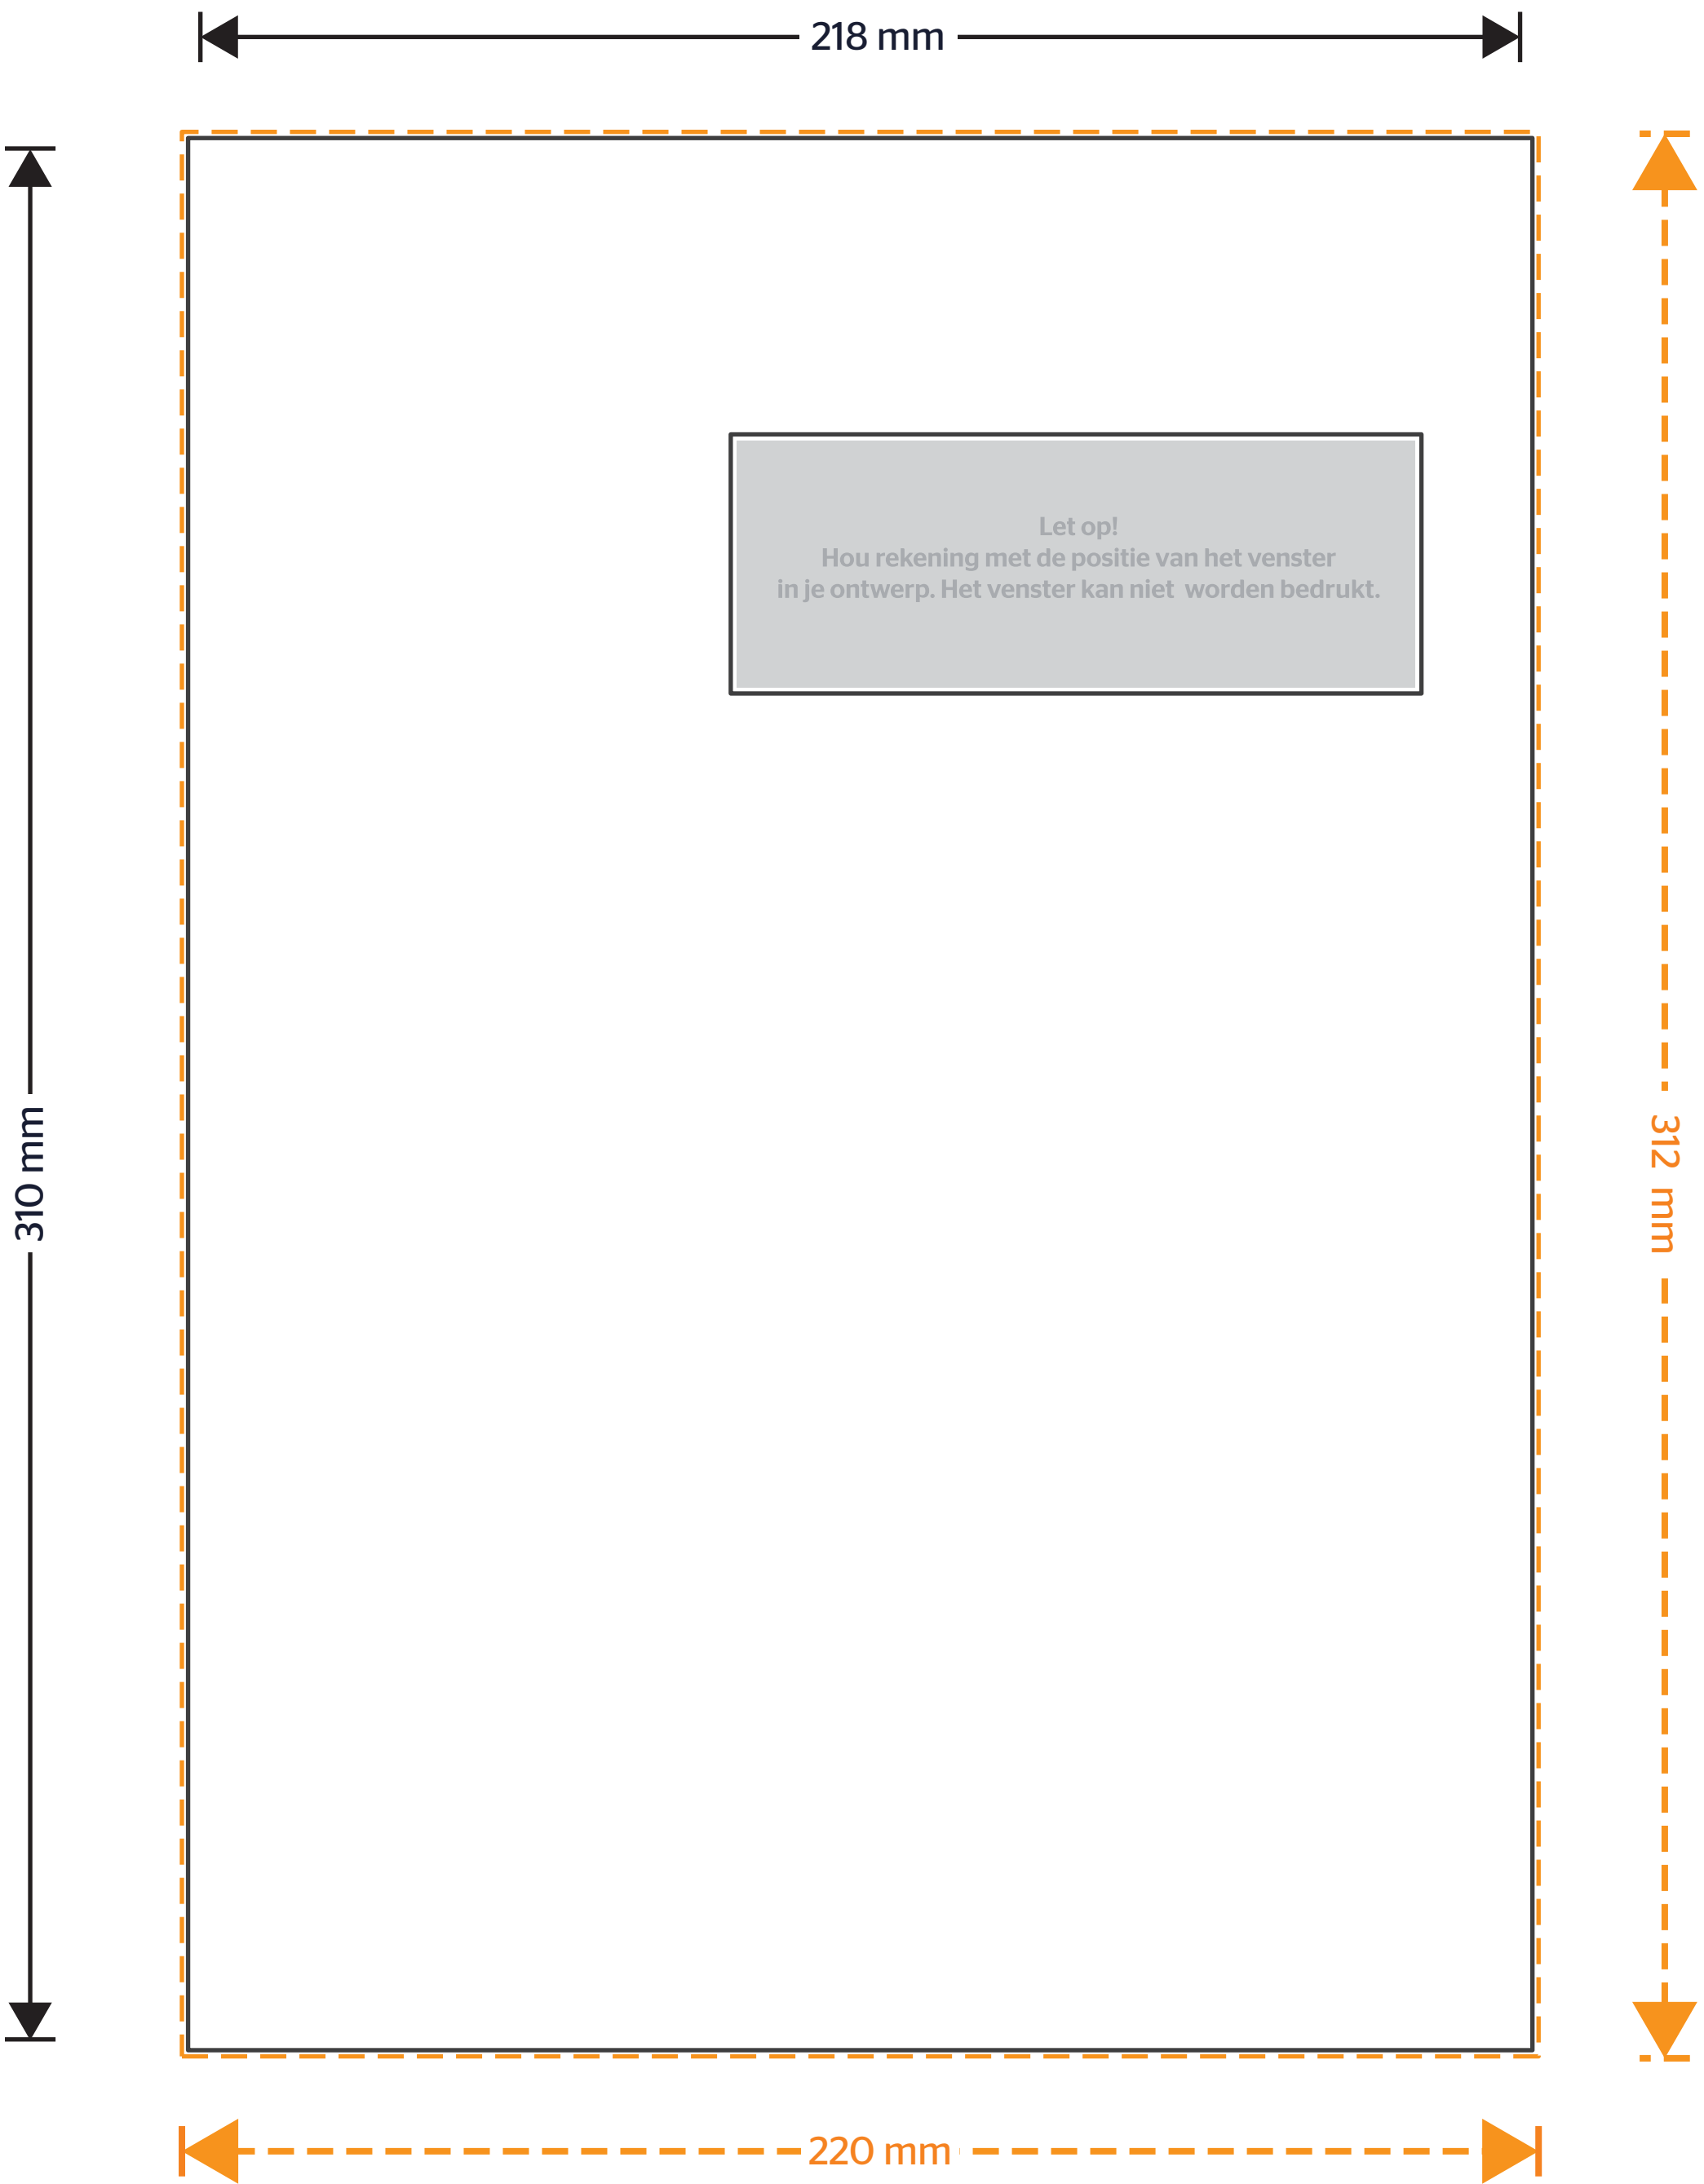 218 mm
Let op!
Hou rekening met de positie van het venster
in je ontwerp. Het venster kan niet  worden bedrukt.
310 mm
312 mm
220 mm